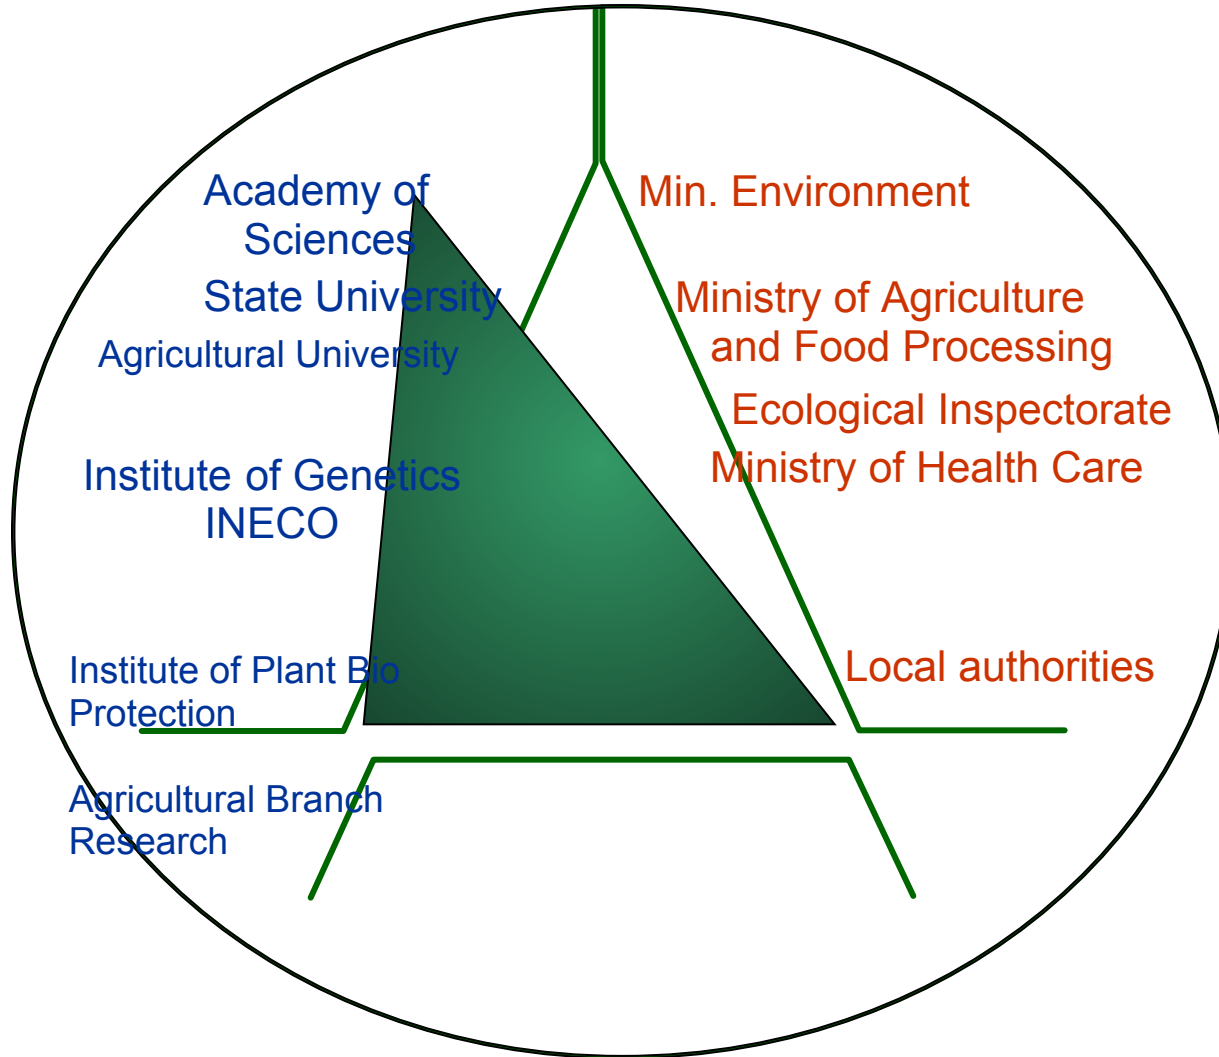 Academy of
Sciences
State University
Agricultural University
Institute of Genetics
INECO
Institute of Plant Bio
Protection
Agricultural Branch
Research
Min. Environment
Ministry of Agriculture
and Food Processing
Ecological Inspectorate
Ministry of Health Care
Local authorities